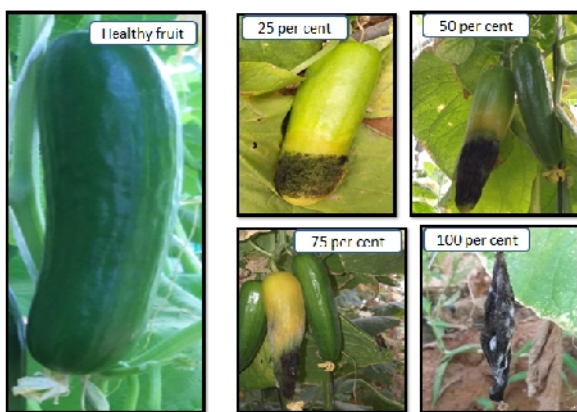 Healthy fruit
25 per cent
50 per cent
75 per cent
100 per cent